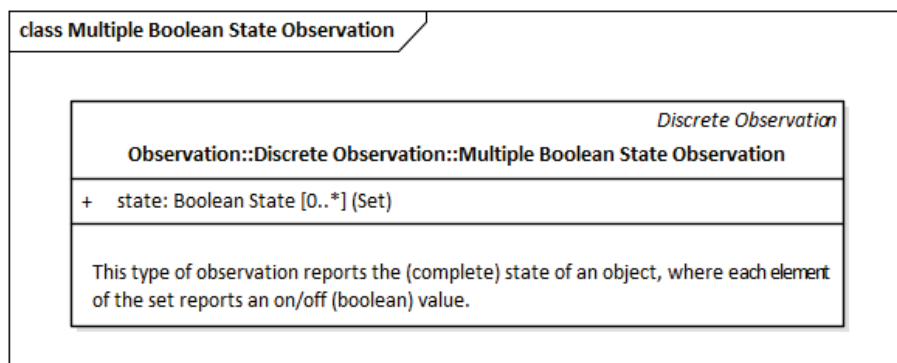 class Multiple Boolean State Observation
Discrete Observation
Observation::Discrete Observation::Multiple Boolean State Observation
+ state: Boolean State [0..*] (Set)
This type of observation reports the (complete) state of an object, where each element
of the set reports an on/off (boolean) value.